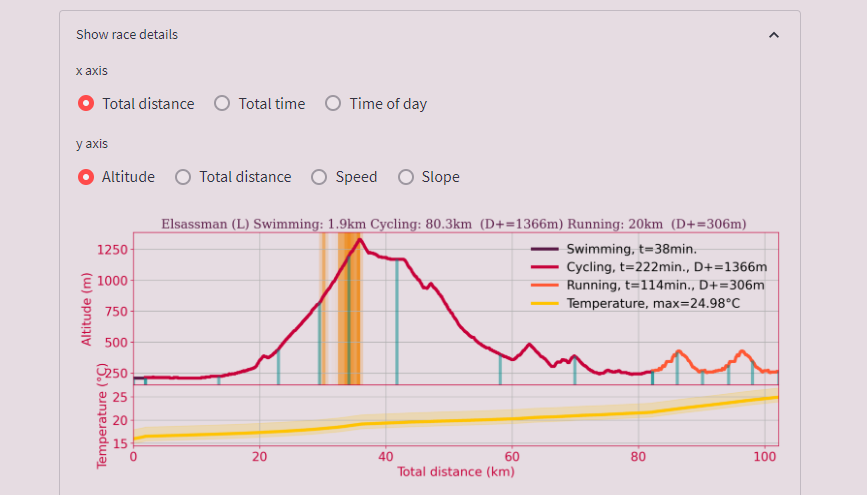 Show race details
x axis
Total distance Total time Time of day
y axis
Altitude Total distance Speed Slope
Elsassman (L) Swimming: 1.9km Cycling: 80.3km (D+=1366m) Running: 20km (D+=306m)
Swimming, t=38min.
Cycling, t=222min., D+=1366m
Running, t=114min., D+=306m
Temperature, max=24.98°C
Altitude (m)
1250
1000
750
500
250
Temperature (°C)
25
20
15
0 20 40 60 80 100
Total distance (km)